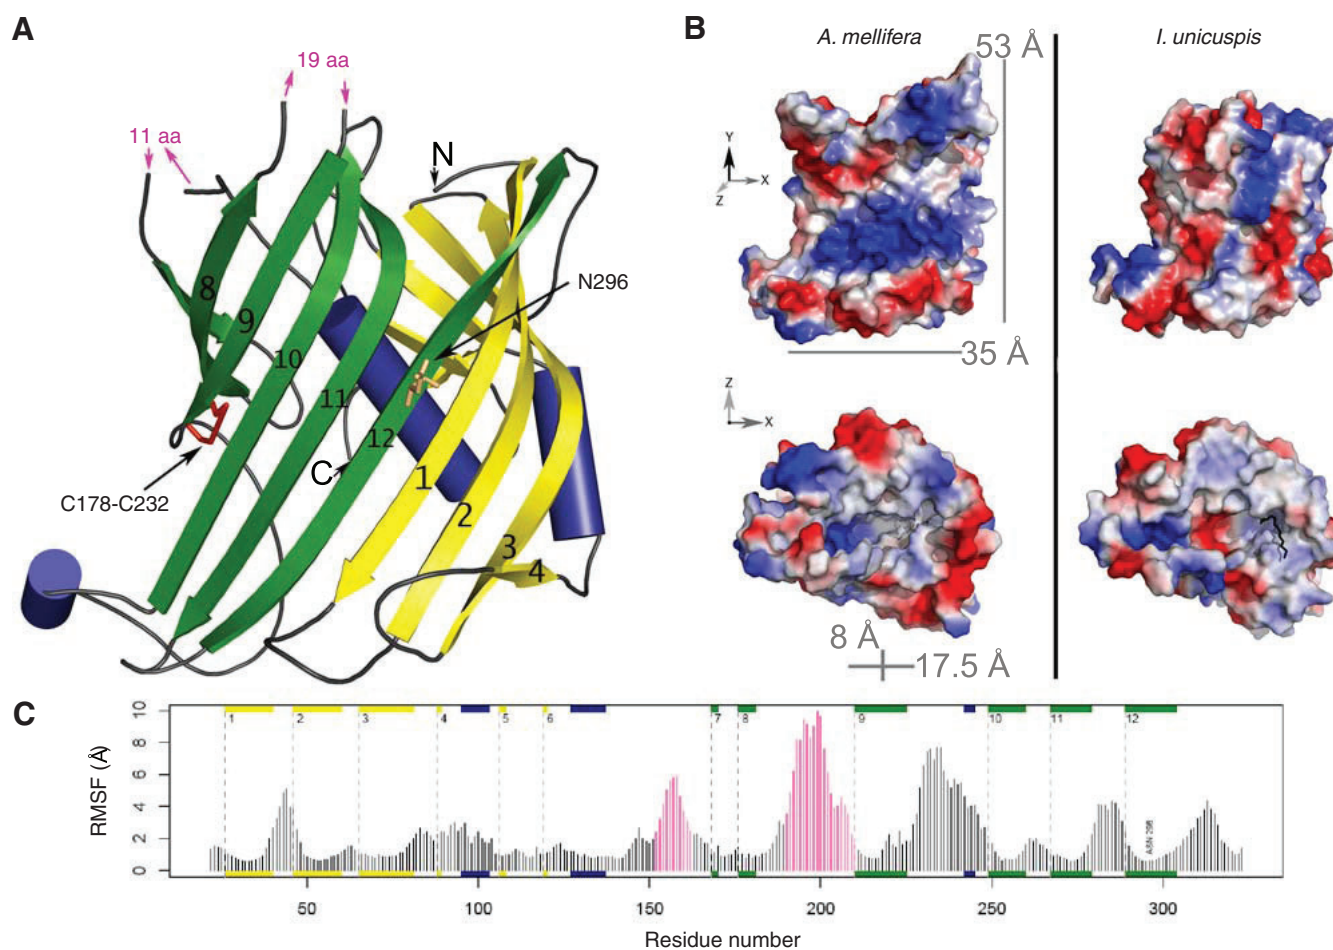 A
19 aa
11 aa
N
N296
8
9
10
11
12
C
1
2
3
4
C178-C232
B
A. mellifera
I. unicuspis
53 Å
Y
X
Z
35 Å
Z
X
8 Å
17.5 Å
C
RMSF (Å)
10
8
6
4
2
0
1
2
3
4
5
6
7
8
9
10
11
12
ASN 296
50
100
150
200
250
300
Residue number